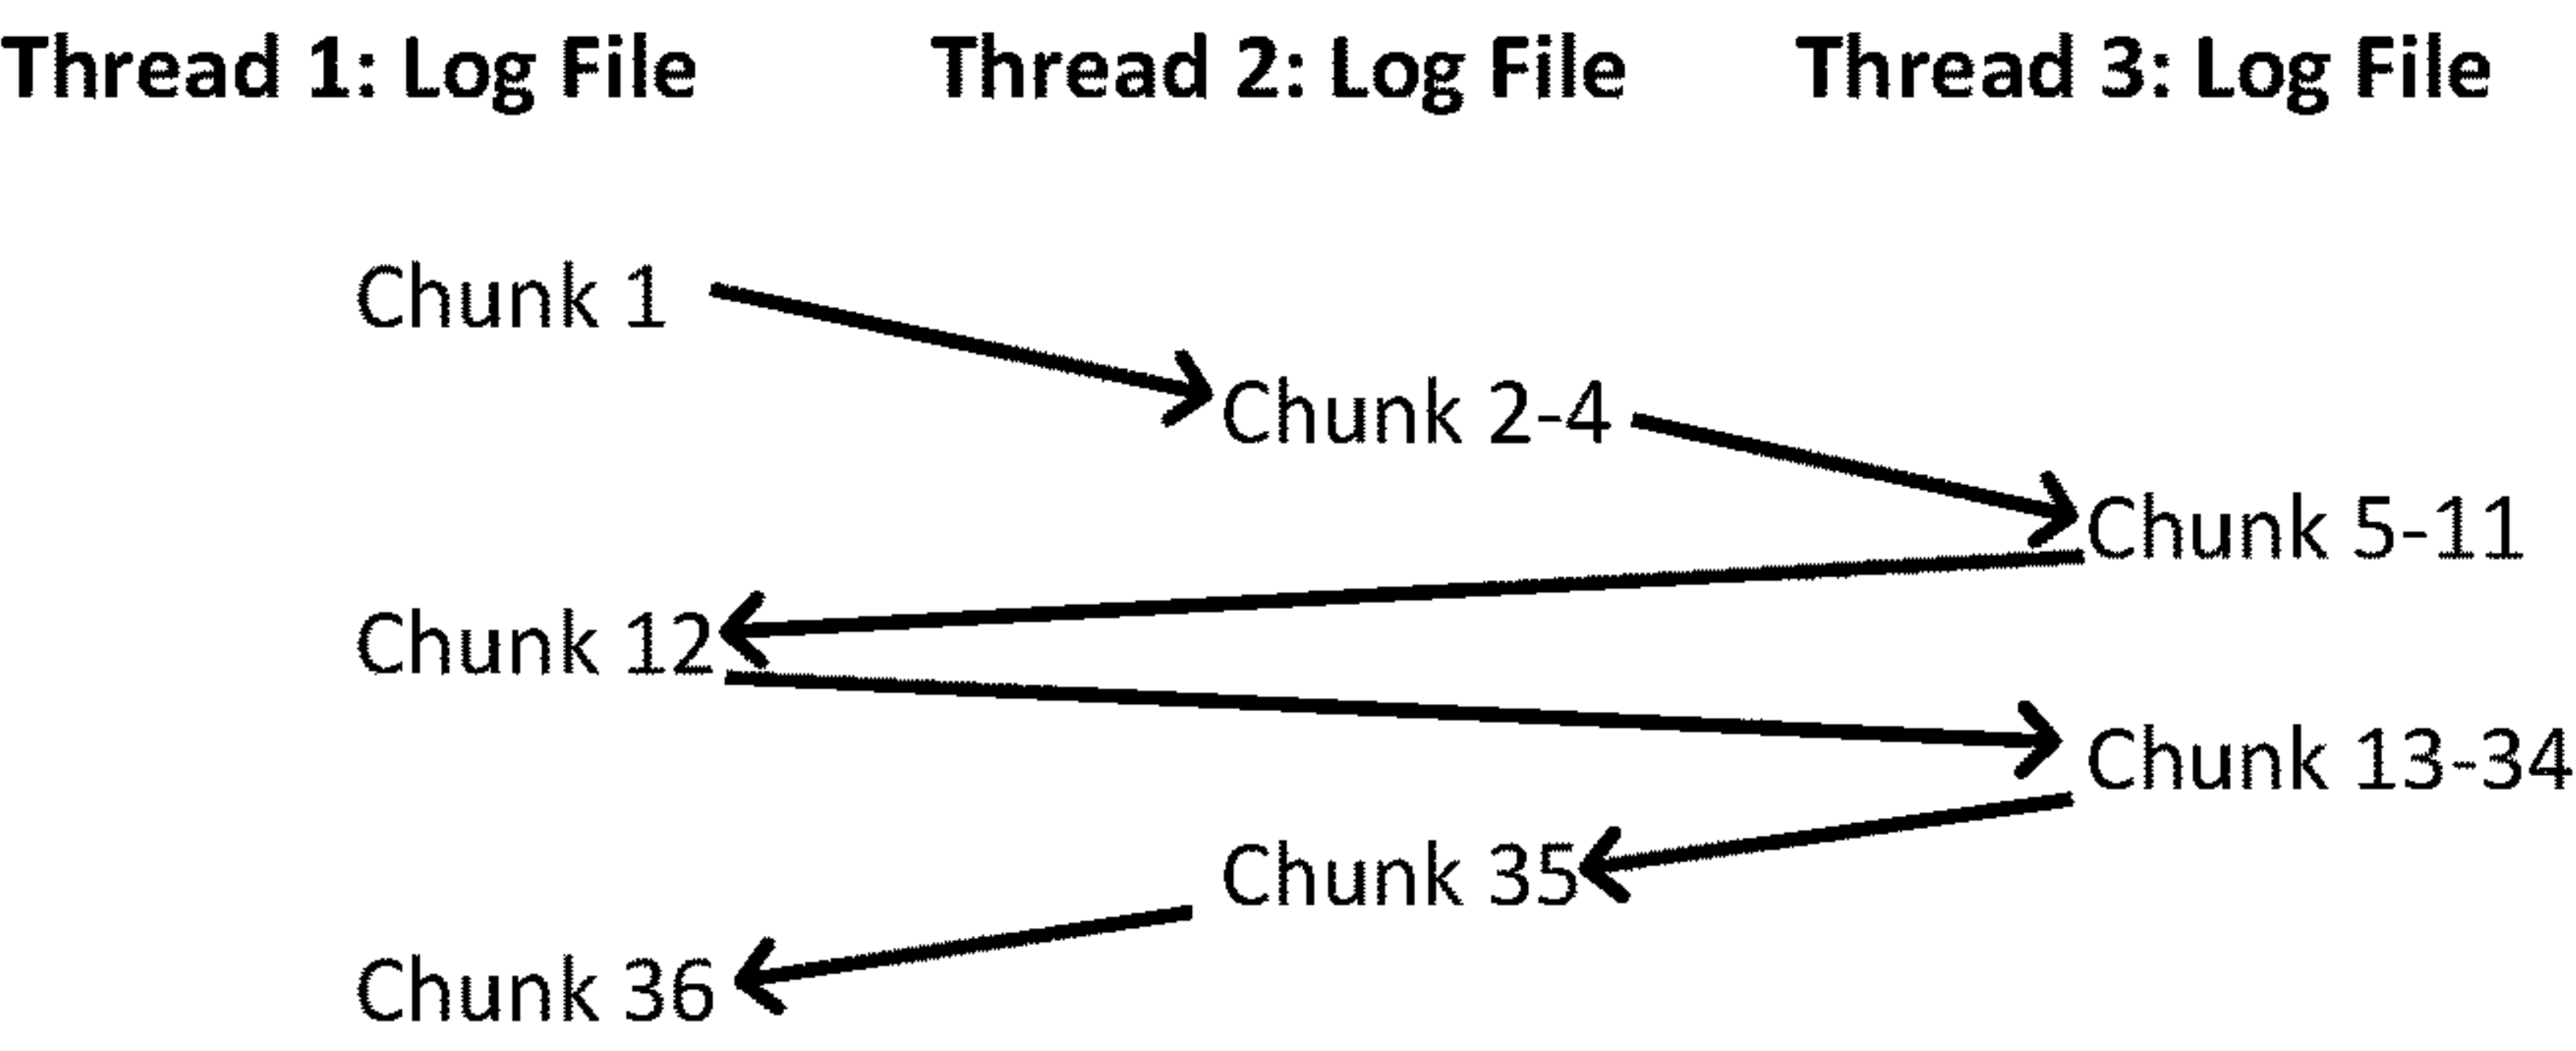 Thread 1: Log File
Thread 2: Log File
Thread 3: Log File
Chunk 1
Chunk 2-4
Chunk 5-11
Chunk 12
Chunk 13-34
Chunk 35
Chunk 36